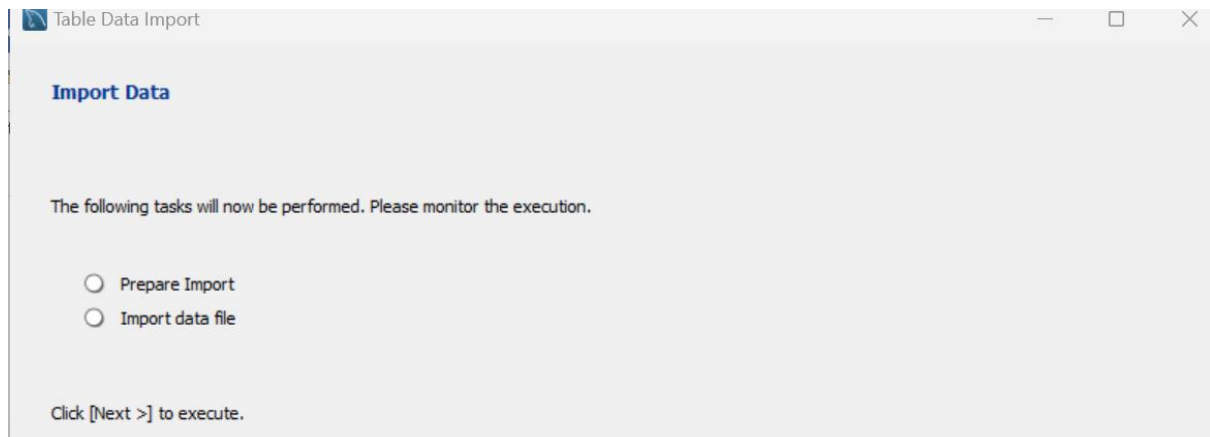 Table Data Import
Import Data
The following tasks will now be performed. Please monitor the execution.
Prepare Import
Import data file
Click [Next >] to execute.